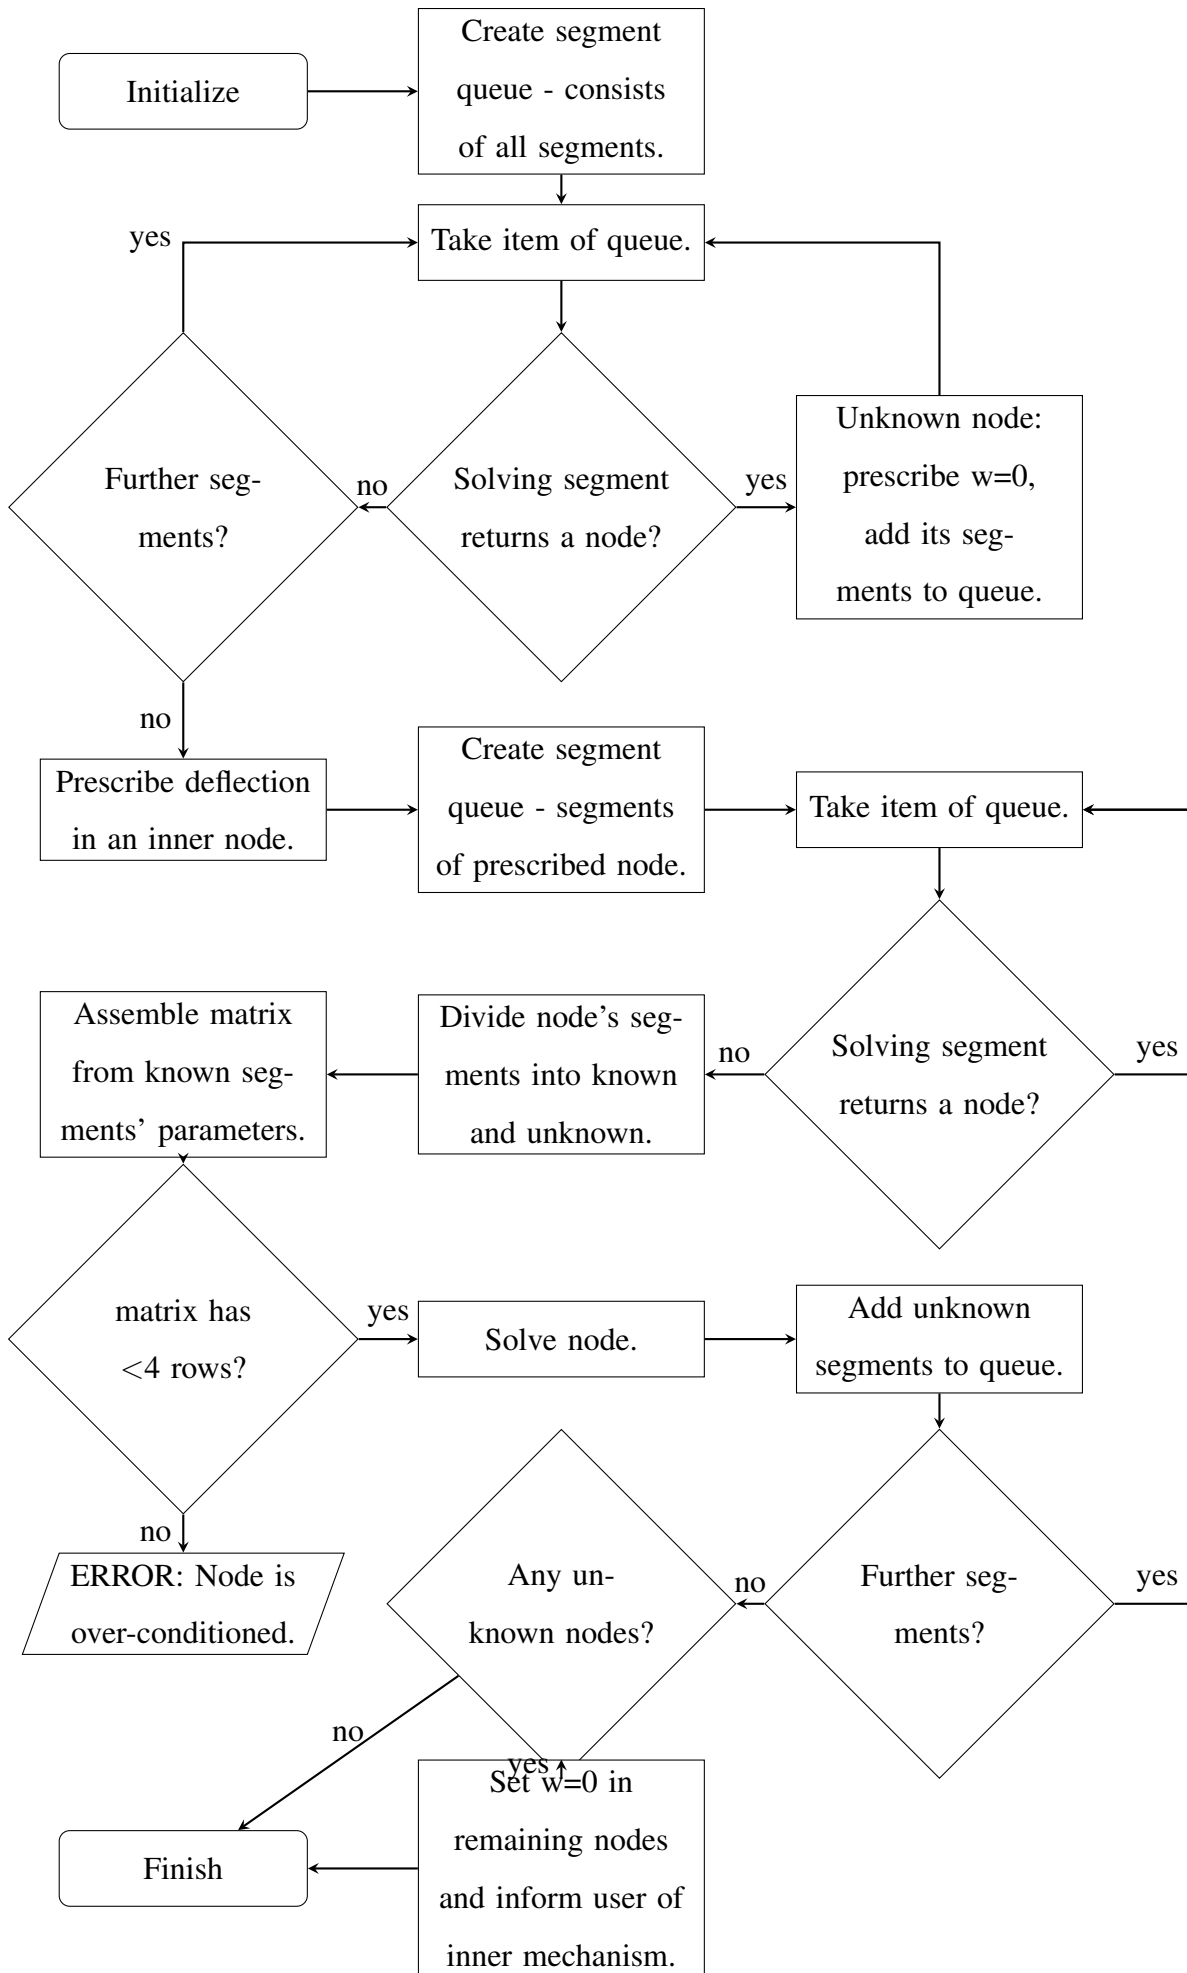 Create segment
queue - consists
of all segments.
Initialize
yes
Take item of queue.
Further seg-
ments?
no
Solving segment
returns a node?
yes
Unknown node:
prescribe w=0,
add its seg-
ments to queue.
no
Prescribe deflection
in an inner node.
Create segment
queue - segments
of prescribed node.
Take item of queue.
Assemble matrix
from known seg-
ments' parameters.
Divide node's seg-
ments into known
and unknown.
no
Solving segment
returns a node?
yes
matrix has
<4 rows?
yes
Solve node.
Add unknown
segments to queue.
no
ERROR: Node is
over-conditioned.
Any un-
known nodes?
no
Further seg-
ments?
yes
no
yes
Set w=0 in
remaining nodes
and inform user of
inner mechanism.
Finish